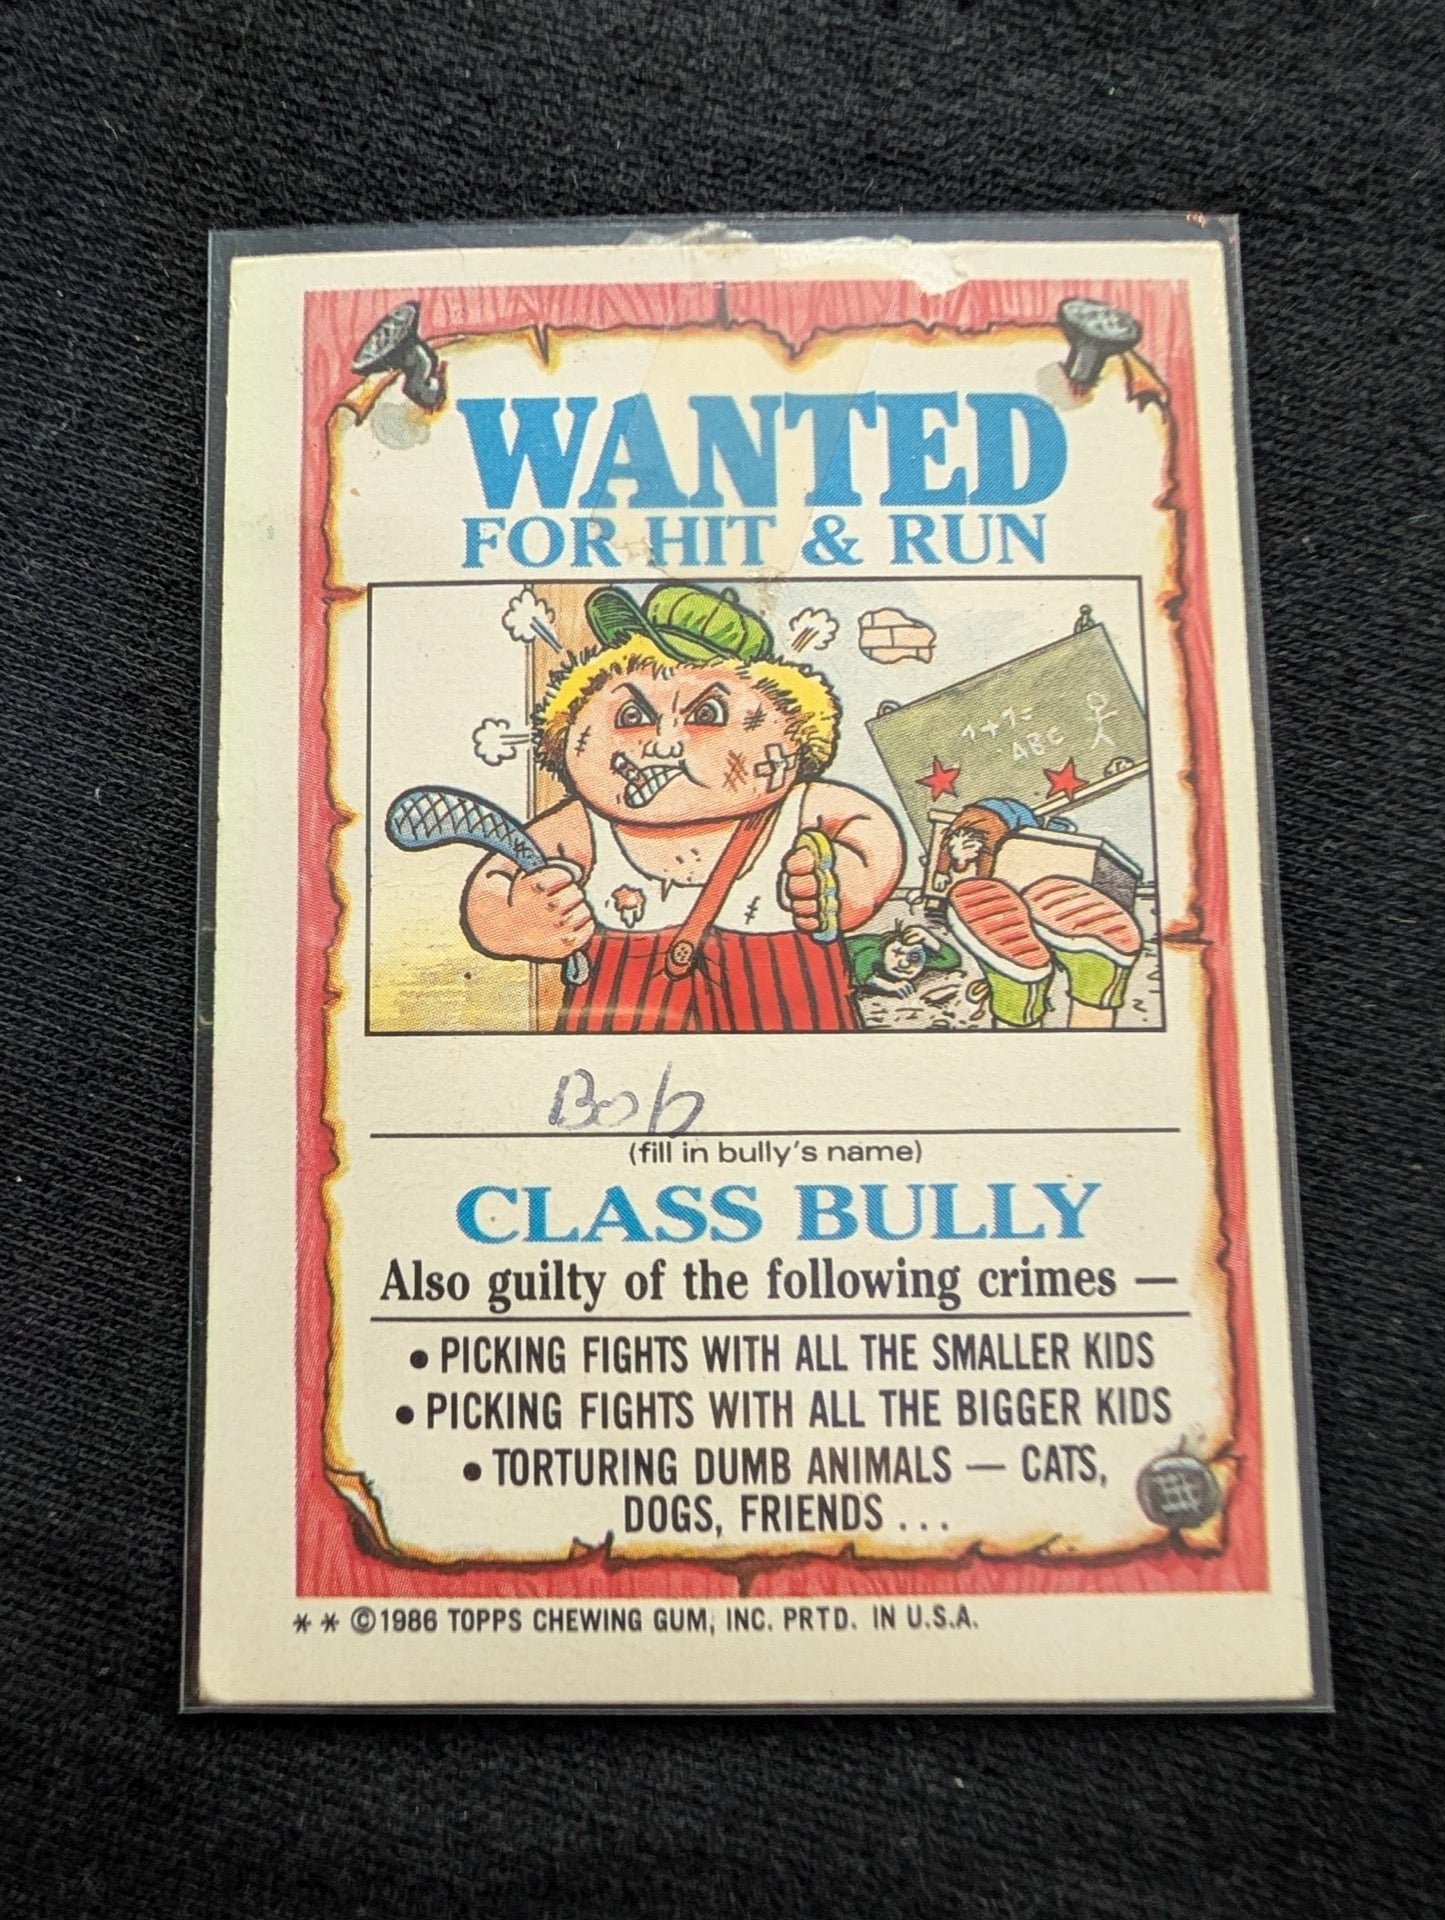 WANTED
FOR HIT & RUN
1+1=
ABC
Bob
(fill in bully's name)
CLASS BULLY
Also guilty of the following crimes —
• PICKING FIGHTS WITH ALL THE SMALLER KIDS
• PICKING FIGHTS WITH ALL THE BIGGER KIDS
• TORTURING DUMB ANIMALS — CATS,
DOGS, FRIENDS . . .
* * ©1986 TOPPS CHEWING GUM, INC. PRTD. IN U.S.A.